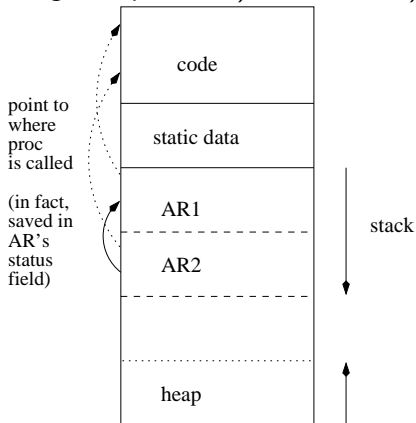 code
point to
where
proc
is called
static data
(in fact,
saved in
AR's
status
field)
AR1
stack
AR2
heap